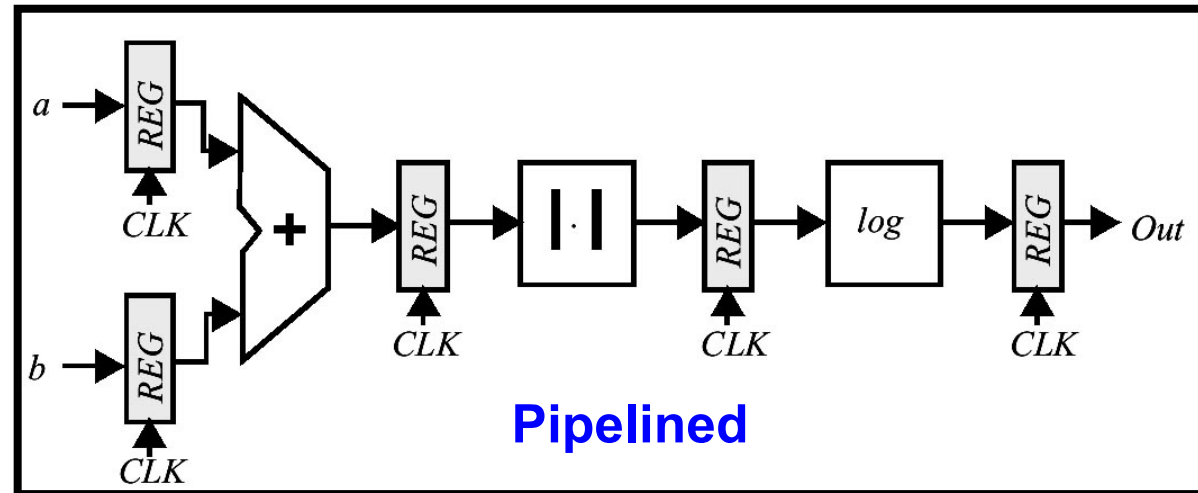 a
REG
CLK
+
REG
CLK
| · |
REG
CLK
log
REG
CLK
Out
b
REG
CLK
Pipelined